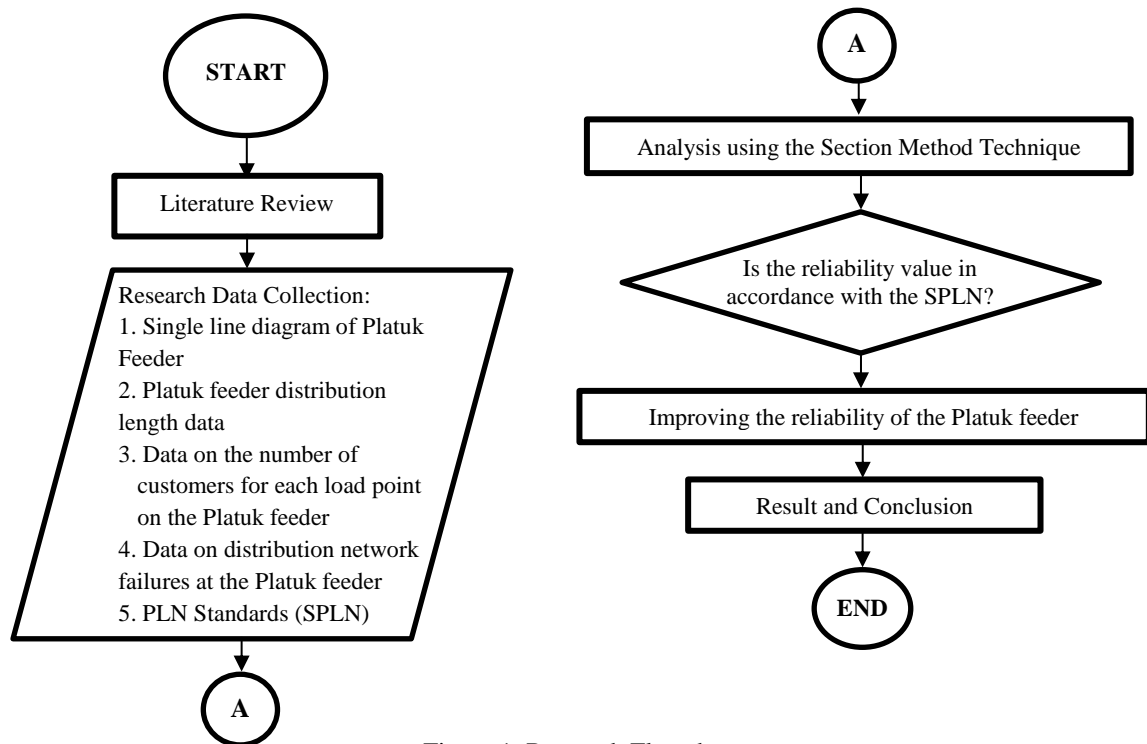 START
Literature Review
Research Data Collection:
1. Single line diagram of Platuk
Feeder
2. Platuk feeder distribution
length data
3. Data on the number of
customers for each load point
on the Platuk feeder
4. Data on distribution network
failures at the Platuk feeder
5. PLN Standards (SPLN)
A
A
Analysis using the Section Method Technique
Is the reliability value in
accordance with the SPLN?
Improving the reliability of the Platuk feeder
Result and Conclusion
END